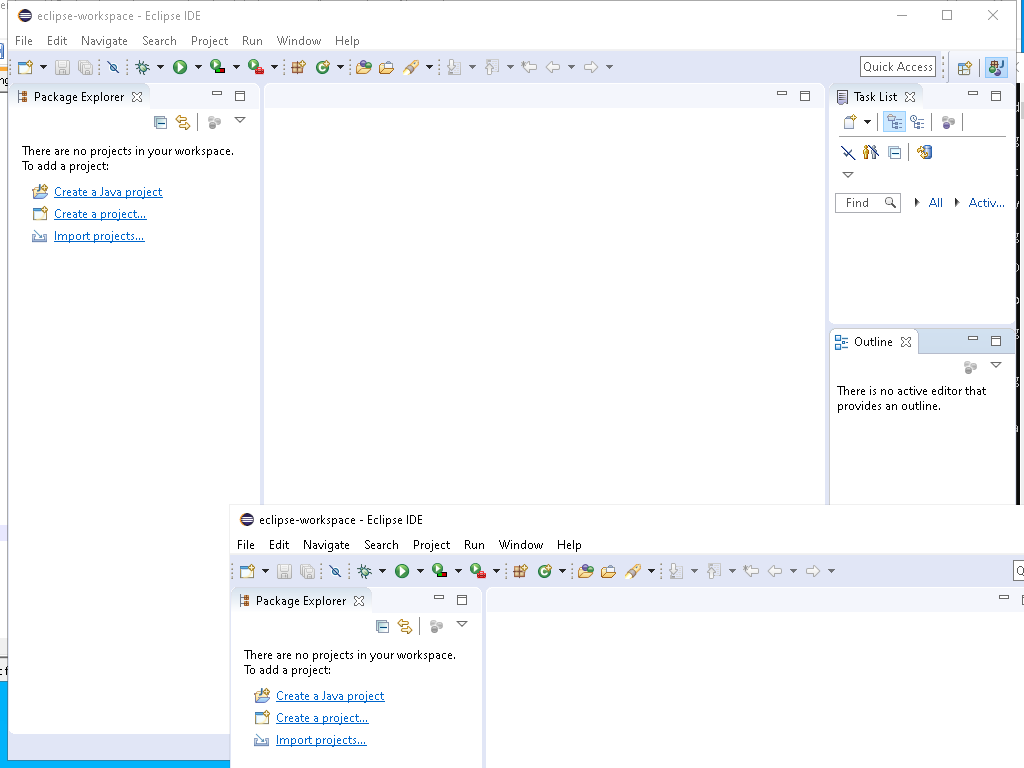 eclipse-workspace - Eclipse IDE
File Edit Navigate Search Project Run Window Help
Quick Access
Package Explorer
Task List
There are no projects in your workspace.
To add a project:
Create a Java project
Create a project...
Import projects...
Find All Activ...
Outline
There is no active editor that
provides an outline.
eclipse-workspace - Eclipse IDE
File Edit Navigate Search Project Run Window Help
Package Explorer
There are no projects in your workspace.
To add a project:
Create a Java project
Create a project...
Import projects...